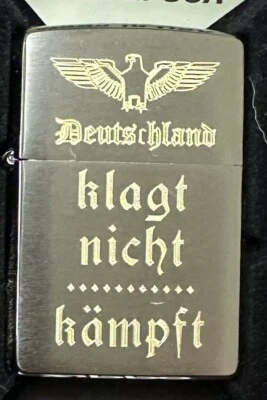 Deutschland
klagt
nicht
...........
kämpft